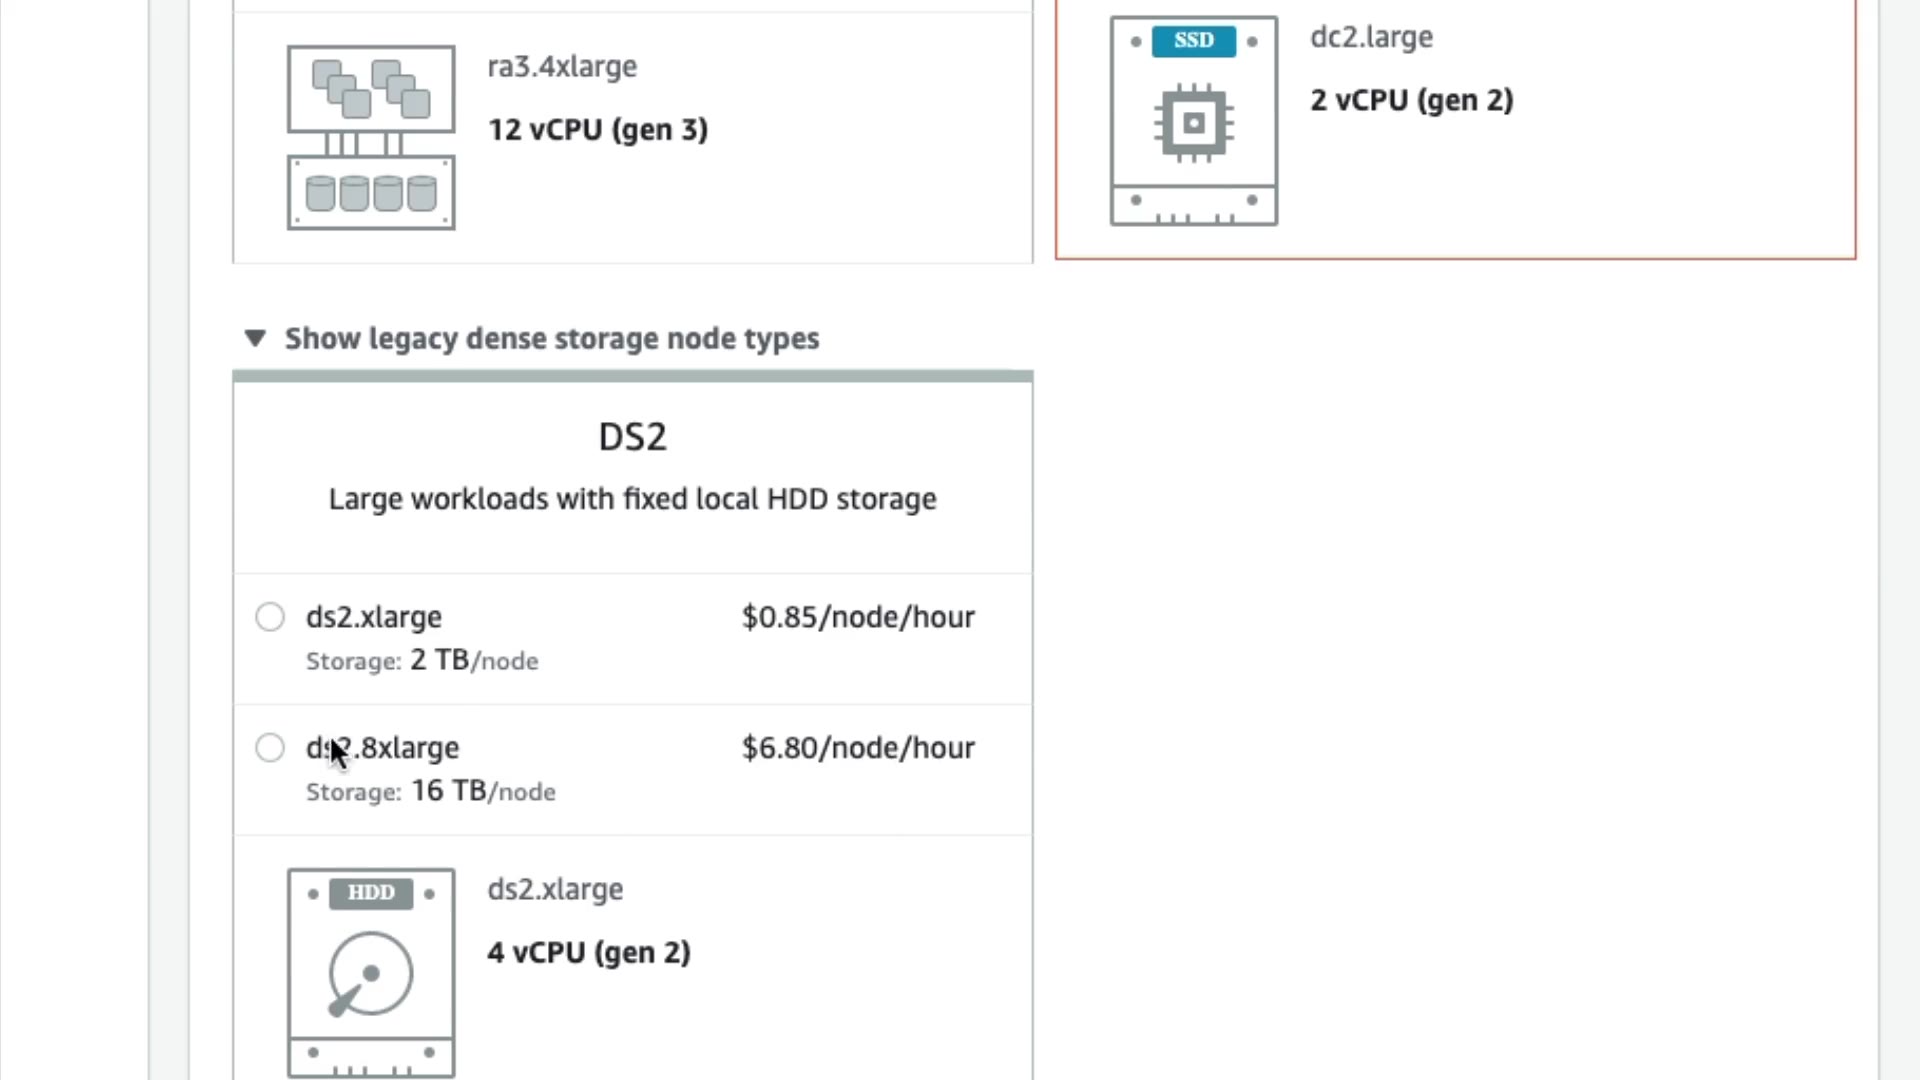 ra3.4xlarge
12 vCPU (gen 3)
SSD
dc2.large
2 vCPU (gen 2)
Show legacy dense storage node types
DS2
Large workloads with fixed local HDD storage
ds2.xlarge $0.85/node/hour
Storage: 2 TB/node
ds2.8xlarge $6.80/node/hour
Storage: 16 TB/node
HDD
ds2.xlarge
4 vCPU (gen 2)